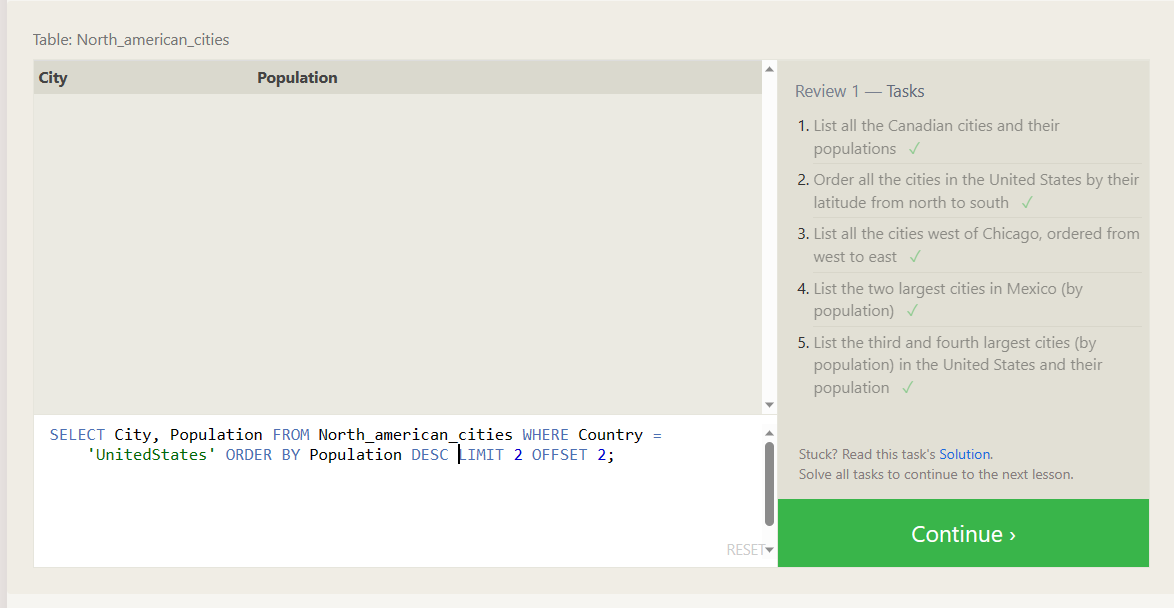 Table: North_american_cities
City Population
SELECT City, Population FROM North_american_cities WHERE Country =
'UnitedStates' ORDER BY Population DESC LIMIT 2 OFFSET 2;
RESET
Review 1 — Tasks
1. List all the Canadian cities and their
populations ✓
2. Order all the cities in the United States by their
latitude from north to south ✓
3. List all the cities west of Chicago, ordered from
west to east ✓
4. List the two largest cities in Mexico (by
population) ✓
5. List the third and fourth largest cities (by
population) in the United States and their
population ✓
Stuck? Read this task's Solution.
Solve all tasks to continue to the next lesson.
Continue ›